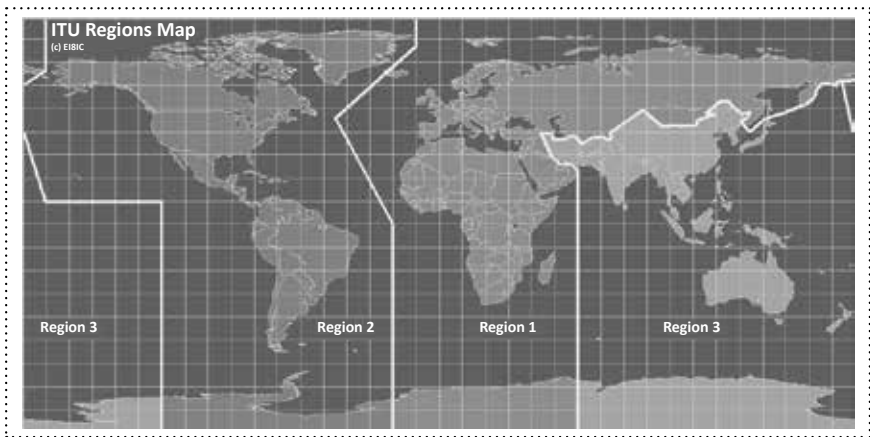 ITU Regions Map
(c) EI8IC
Region 3
Region 2
Region 1
Region 3